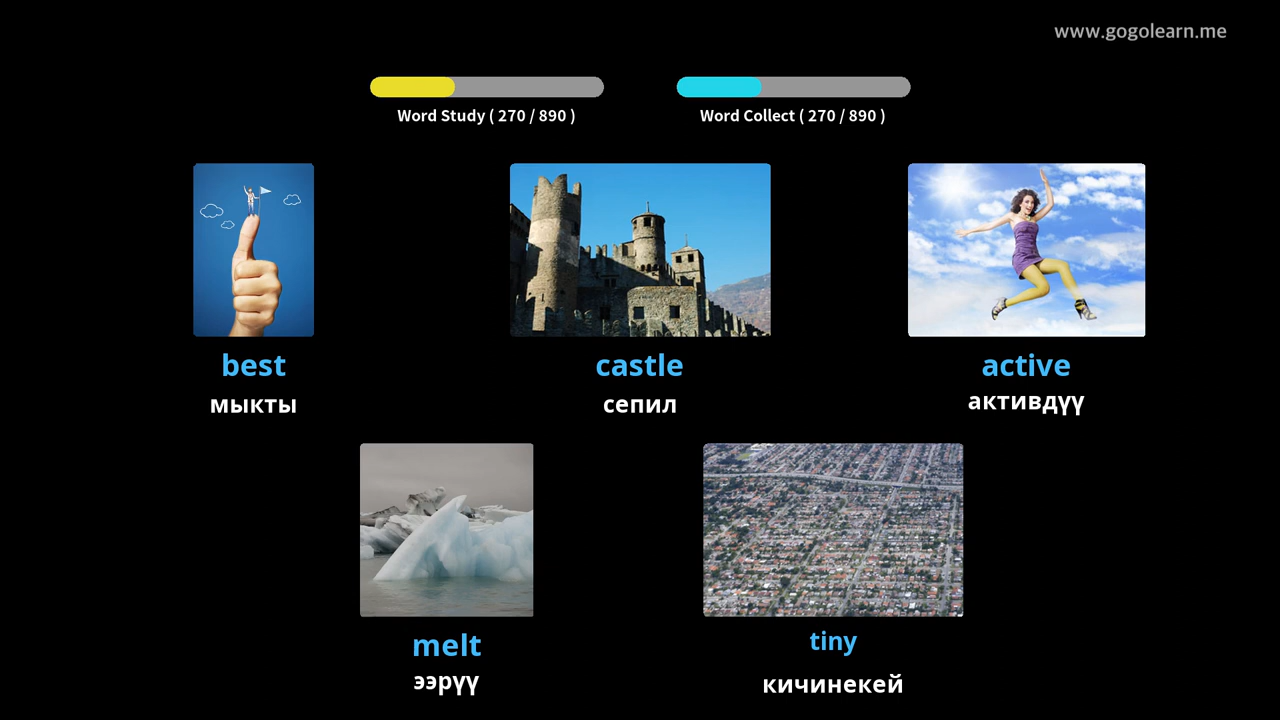 www.gogolearn.me
Word Study ( 270 / 890 )
Word Collect ( 270 / 890 )
best
мыкты
castle
сепил
active
активдүү
melt
ээрүү
tiny
кичинекей